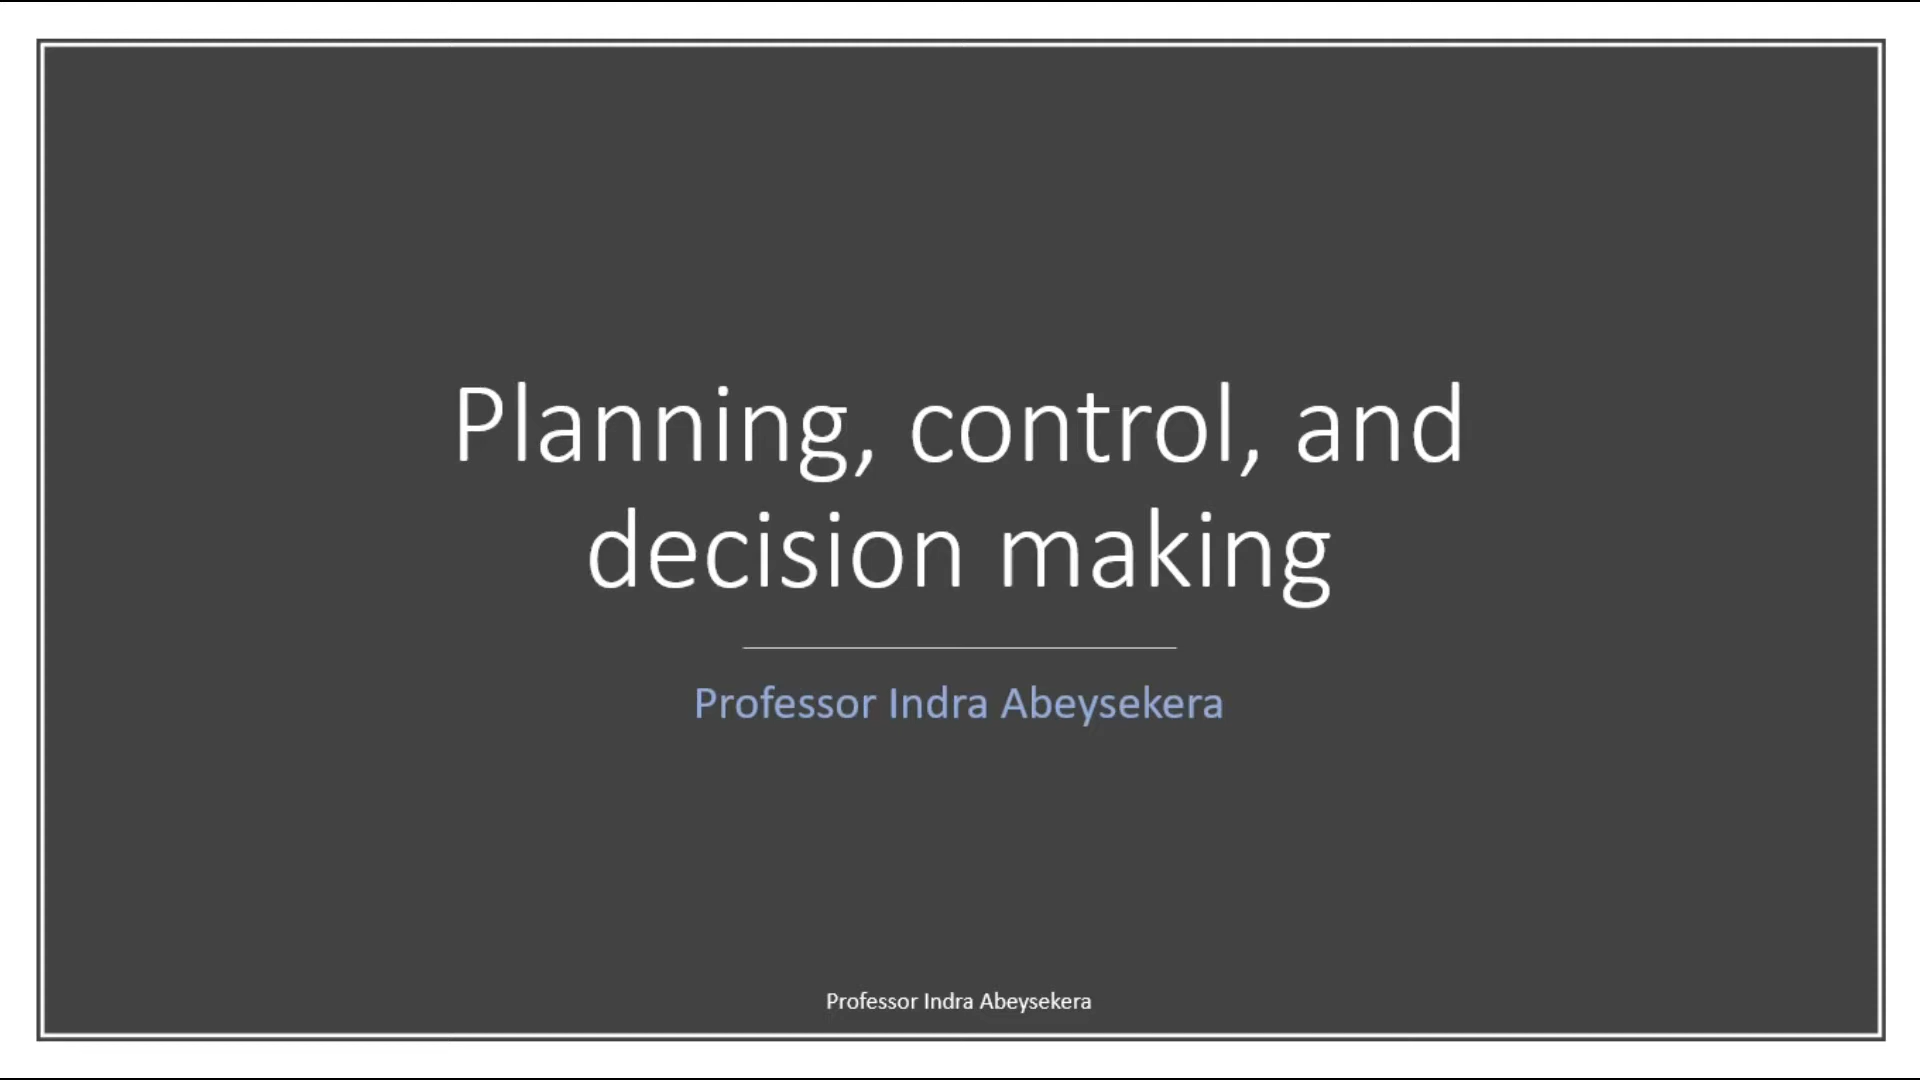 Planning, control, and
decision making
Professor Indra Abeysekera
Professor Indra Abeysekera